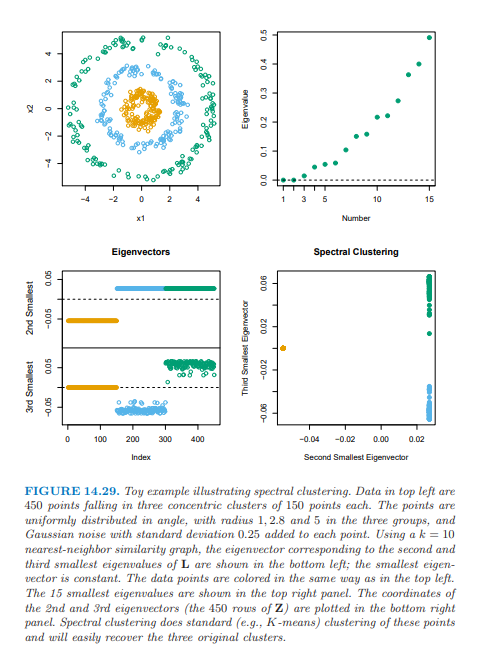 4
2
0
−2
−4
x2
−4 −2 0 2 4
x1
0.5
0.4
0.3
0.2
0.1
0.0
Eigenvalue
1 3 5 10 15
Number
Eigenvectors
0.05
−0.05
2nd Smallest
0.05
−0.05
3rd Smallest
0 100 200 300 400
Index
Spectral Clustering
0.06
0.02
−0.02
−0.06
Third Smallest Eigenvector
−0.04 −0.02 0.00 0.02
Second Smallest Eigenvector
FIGURE 14.29. Toy example illustrating spectral clustering. Data in top left are
450 points falling in three concentric clusters of 150 points each. The points are
uniformly distributed in angle, with radius 1, 2.8 and 5 in the three groups, and
Gaussian noise with standard deviation 0.25 added to each point. Using a k = 10
nearest-neighbor similarity graph, the eigenvector corresponding to the second and
third smallest eigenvalues of L are shown in the bottom left; the smallest eigen-
vector is constant. The data points are colored in the same way as in the top left.
The 15 smallest eigenvalues are shown in the top right panel. The coordinates of
the 2nd and 3rd eigenvectors (the 450 rows of Z) are plotted in the bottom right
panel. Spectral clustering does standard (e.g., K-means) clustering of these points
and will easily recover the three original clusters.